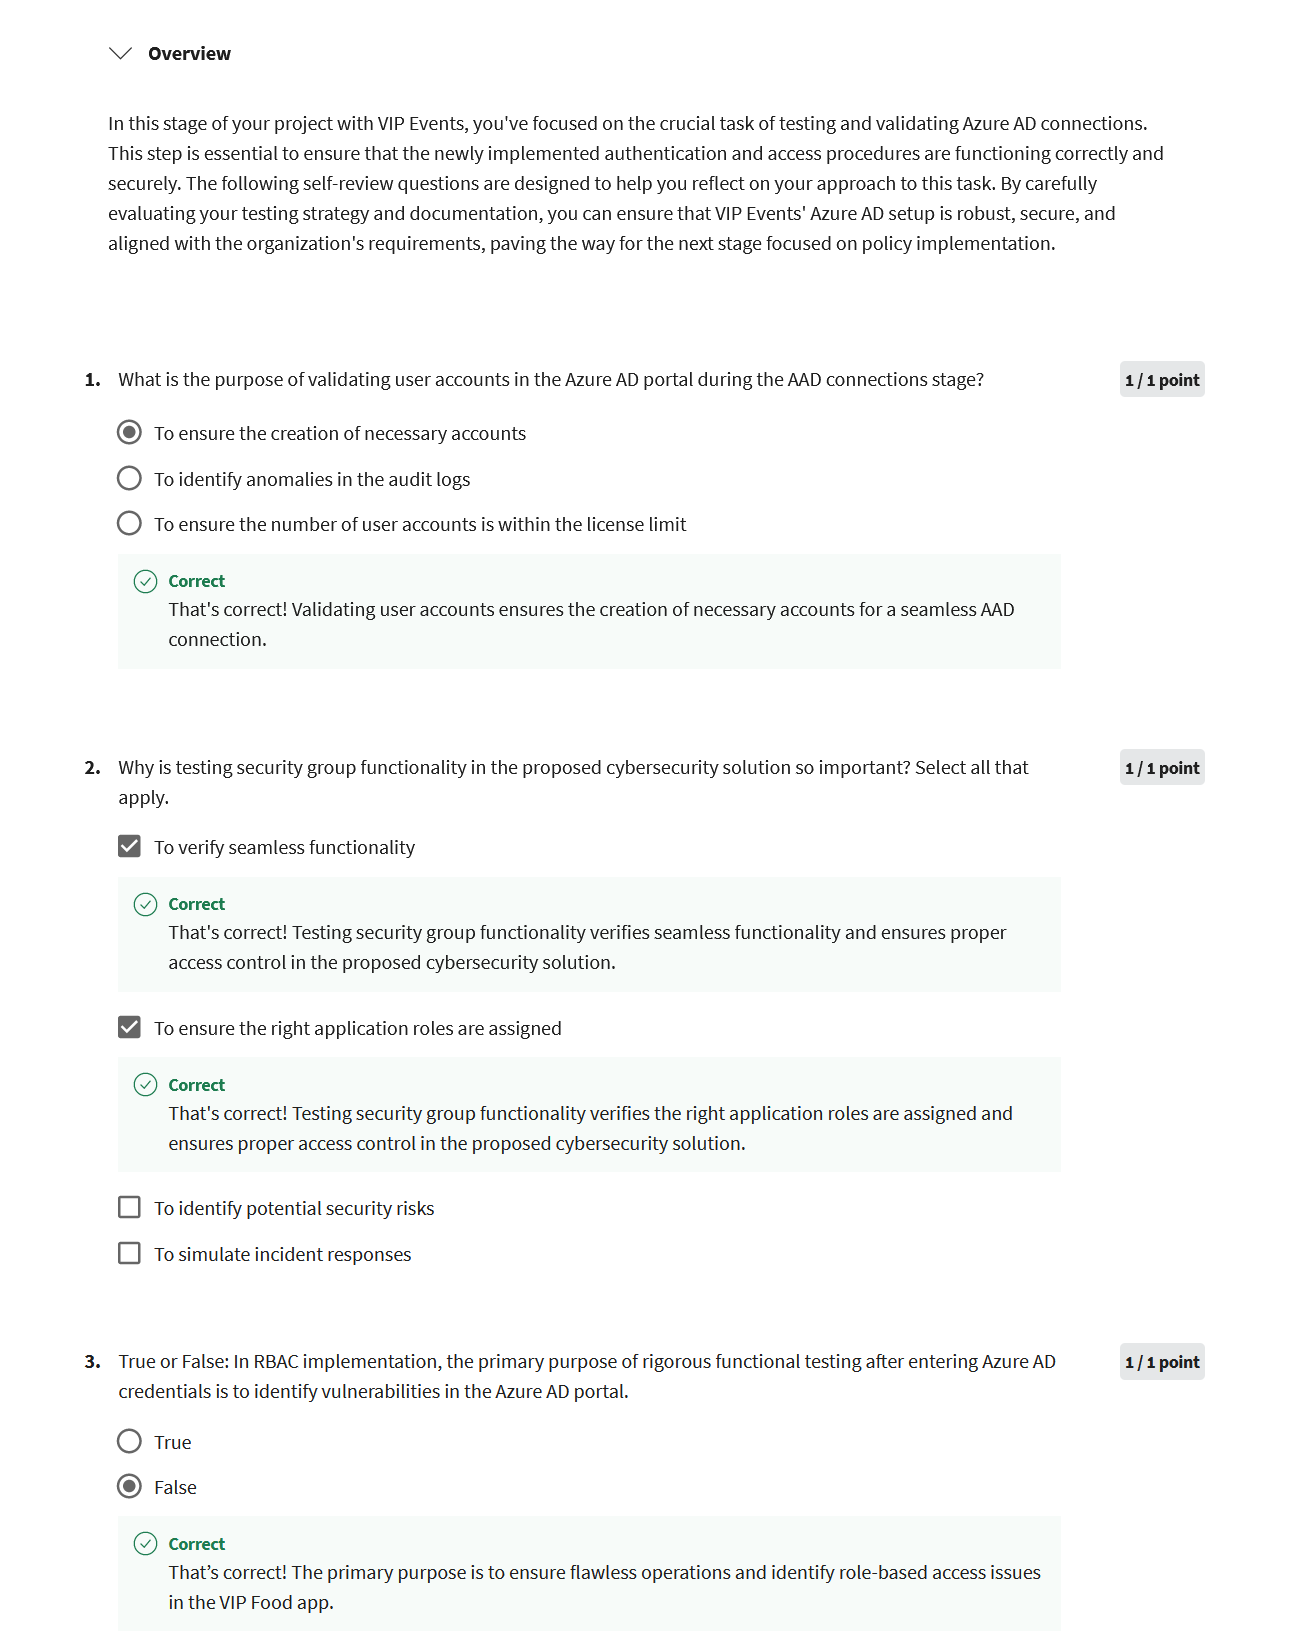 Overview
In this stage of your project with VIP Events, you've focused on the crucial task of testing and validating Azure AD connections.
This step is essential to ensure that the newly implemented authentication and access procedures are functioning correctly and
securely. The following self-review questions are designed to help you reflect on your approach to this task. By carefully
evaluating your testing strategy and documentation, you can ensure that VIP Events' Azure AD setup is robust, secure, and
aligned with the organization's requirements, paving the way for the next stage focused on policy implementation.
1. What is the purpose of validating user accounts in the Azure AD portal during the AAD connections stage?
1 / 1 point
To ensure the creation of necessary accounts
To identify anomalies in the audit logs
To ensure the number of user accounts is within the license limit
Correct
That's correct! Validating user accounts ensures the creation of necessary accounts for a seamless AAD
connection.
2. Why is testing security group functionality in the proposed cybersecurity solution so important? Select all that
apply.
1 / 1 point
To verify seamless functionality
Correct
That's correct! Testing security group functionality verifies seamless functionality and ensures proper
access control in the proposed cybersecurity solution.
To ensure the right application roles are assigned
Correct
That's correct! Testing security group functionality verifies the right application roles are assigned and
ensures proper access control in the proposed cybersecurity solution.
To identify potential security risks
To simulate incident responses
3. True or False: In RBAC implementation, the primary purpose of rigorous functional testing after entering Azure AD
credentials is to identify vulnerabilities in the Azure AD portal.
1 / 1 point
True
False
Correct
That’s correct! The primary purpose is to ensure flawless operations and identify role-based access issues
in the VIP Food app.